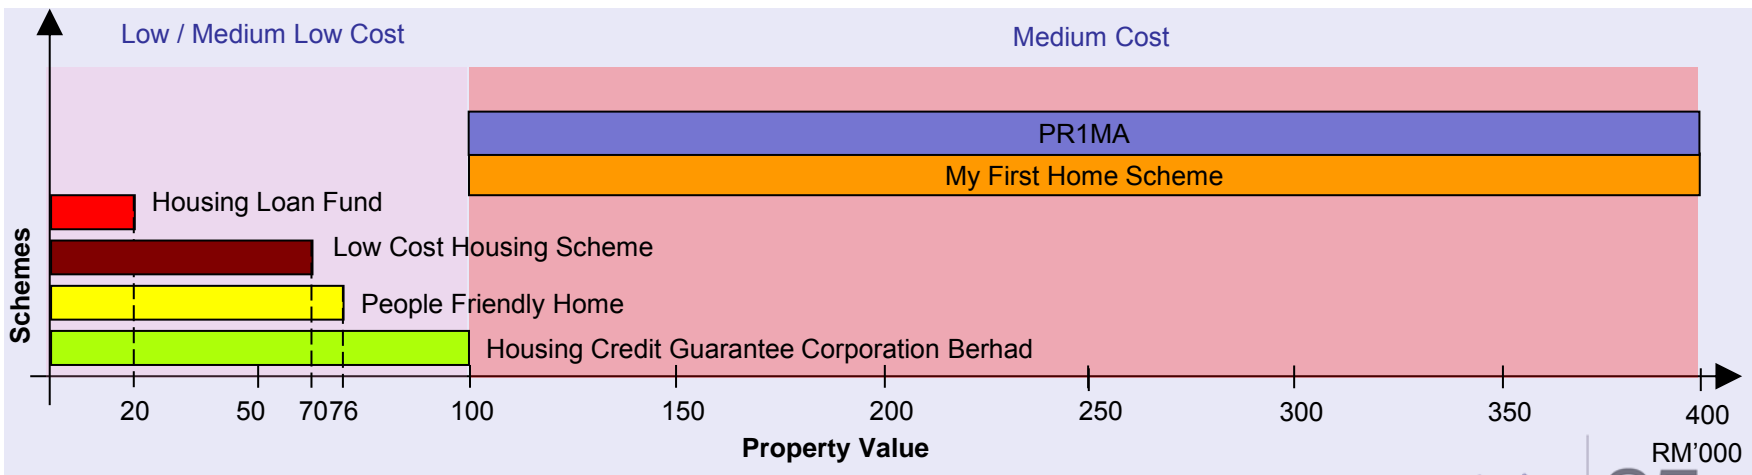 Low / Medium Low Cost
Medium Cost
PR1MA
My First Home Scheme
Housing Loan Fund
Low Cost Housing Scheme
People Friendly Home
Housing Credit Guarantee Corporation Berhad
Schemes
20 50 70 76 100 150 200 250 300 350 400
Property Value
RM’000